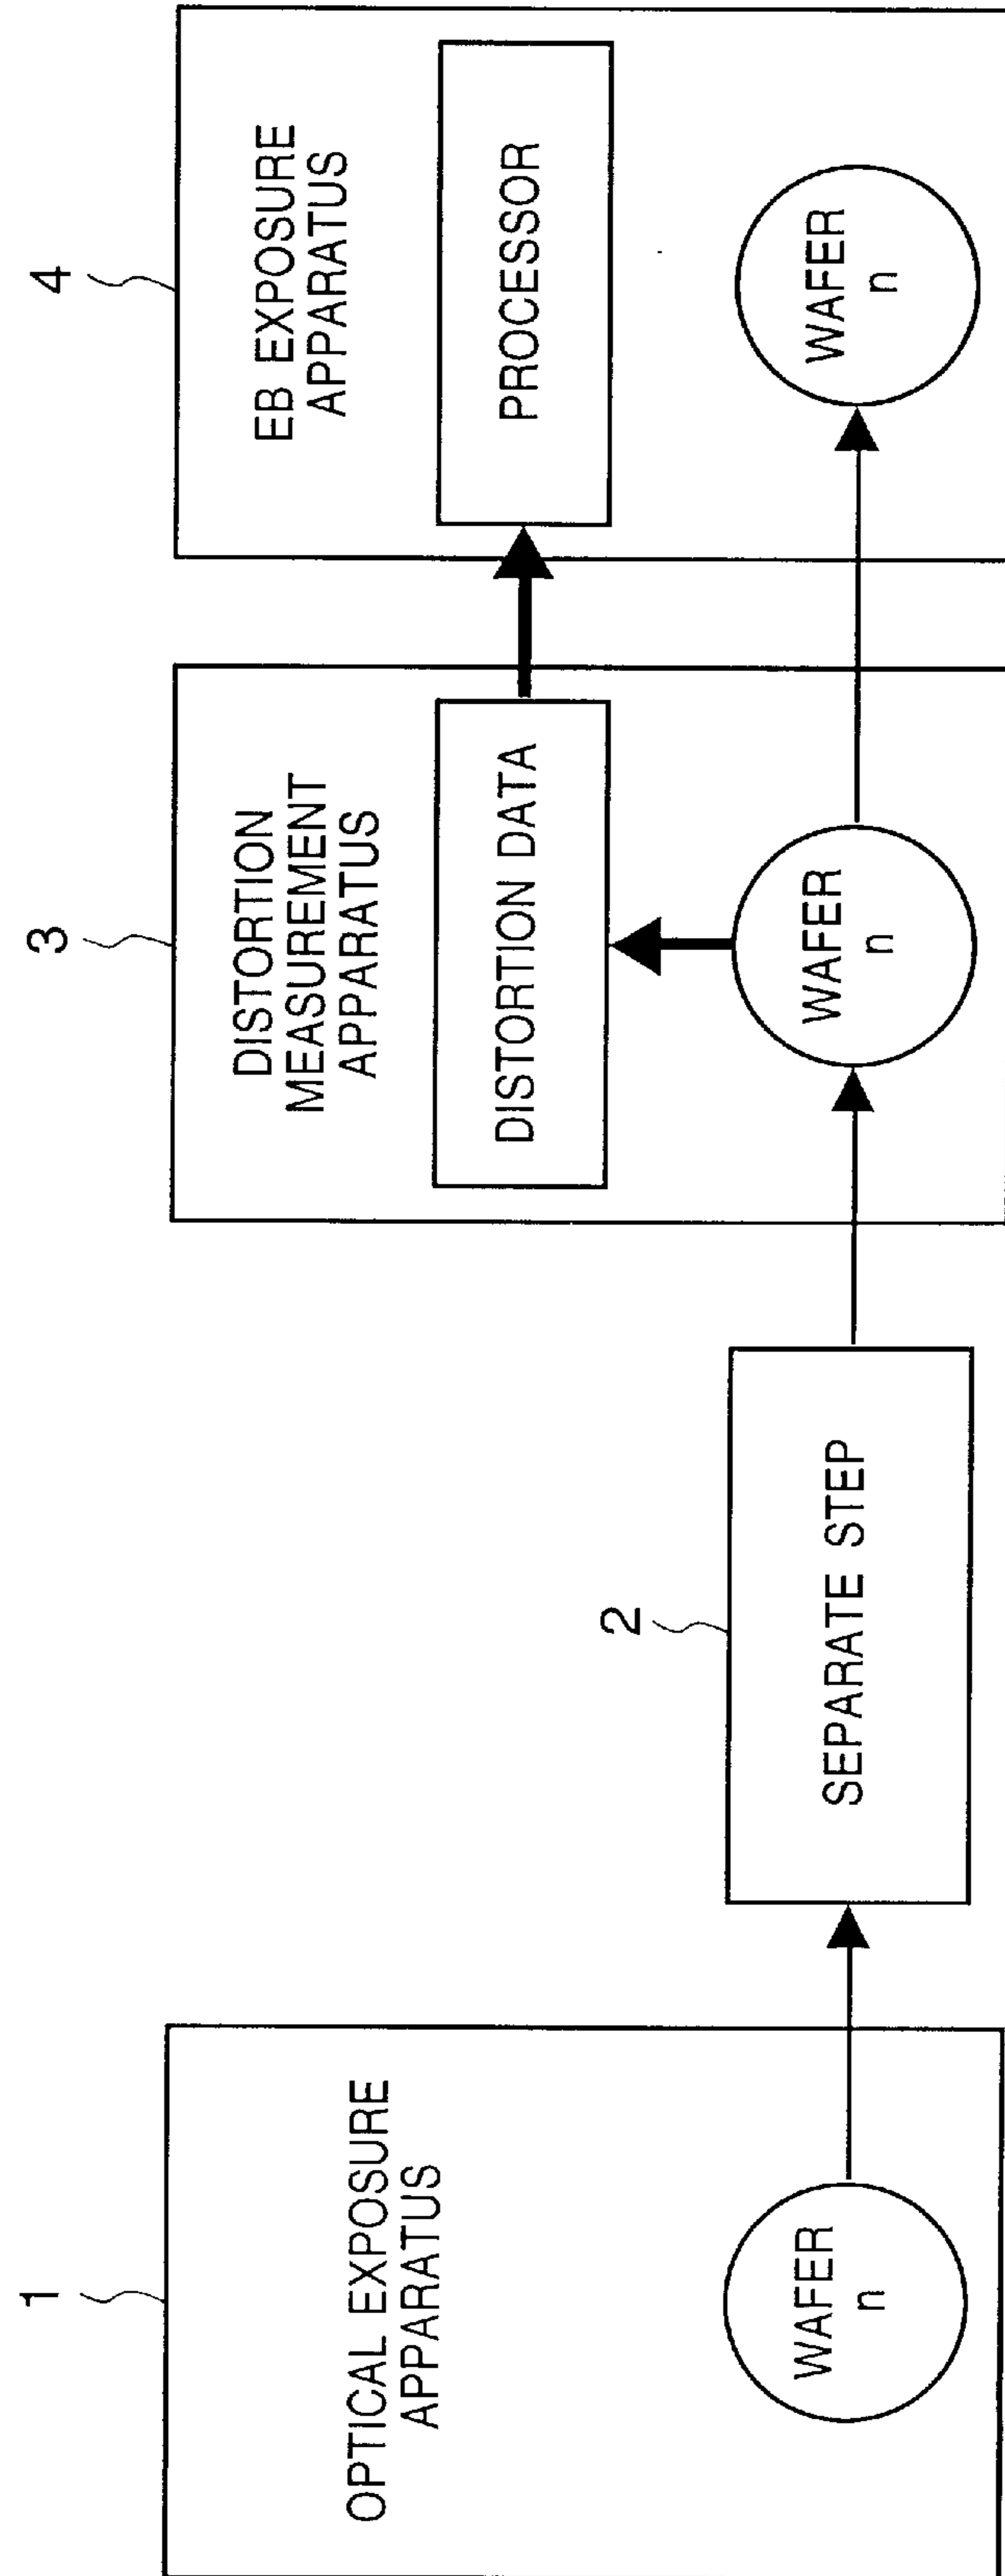 1
OPTICAL EXPOSURE
APPARATUS
WAFER
n
2
SEPARATE STEP
3
DISTORTION
MEASUREMENT
APPARATUS
DISTORTION DATA
WAFER
n
4
EB EXPOSURE
APPARATUS
PROCESSOR
WAFER
n